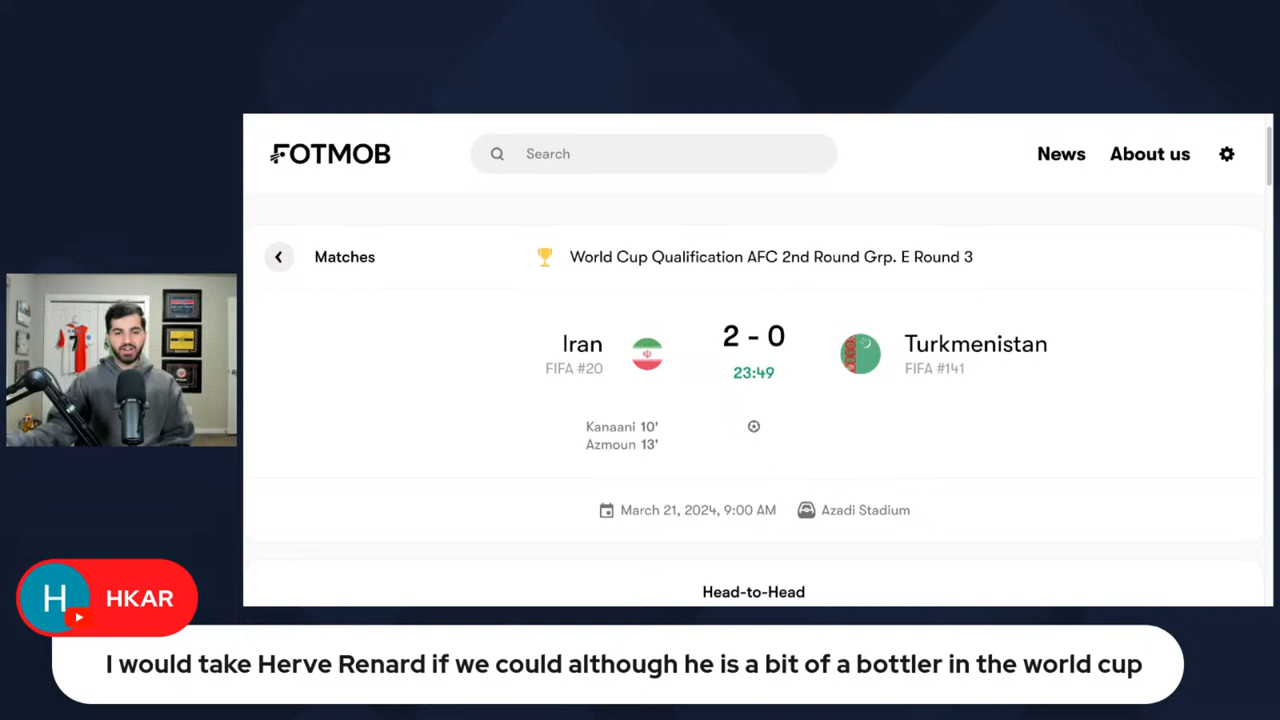 FOTMOB
Search
News
About us
Matches
World Cup Qualification AFC 2nd Round Grp. E Round 3
Iran
FIFA #20
2 - 0
23:49
Turkmenistan
FIFA #141
Kanaani 10'
Azmoun 13'
March 21, 2024, 9:00 AM
Azadi Stadium
Head-to-Head
H
HKAR
I would take Herve Renard if we could although he is a bit of a bottler in the world cup